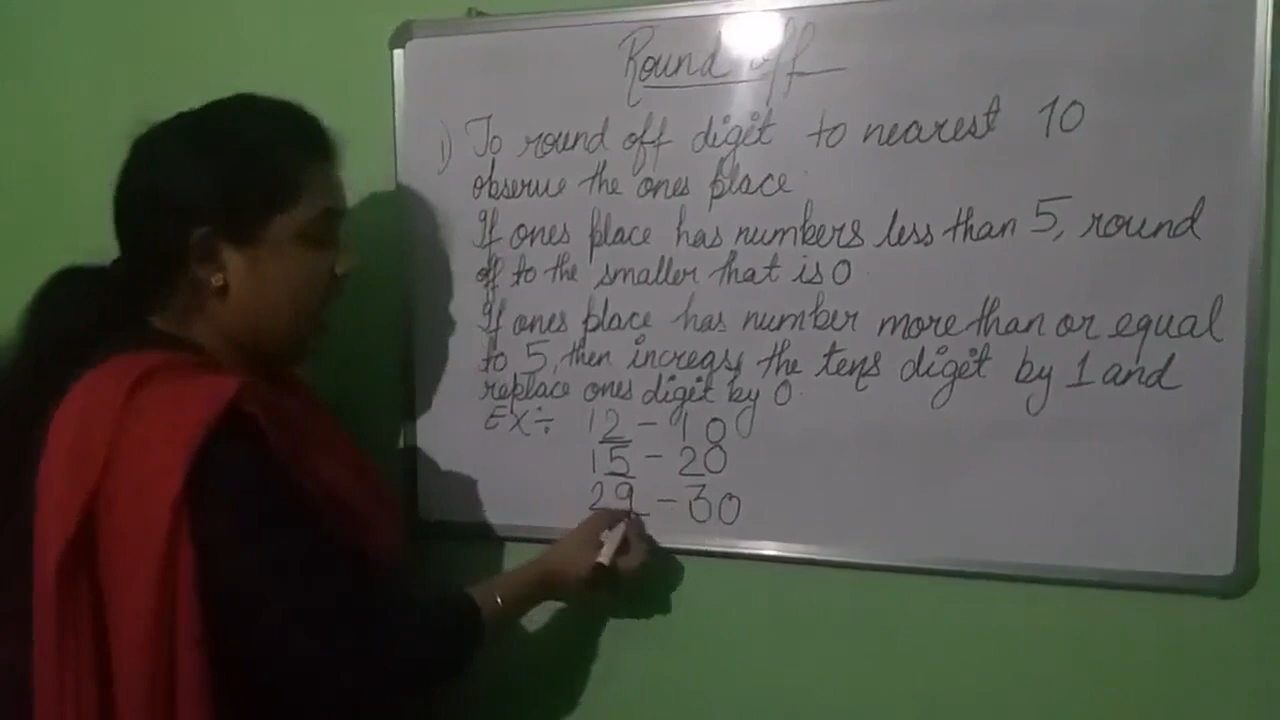 Round off
1) To round off digit to nearest 10
observe the ones place.
If ones place has numbers less than 5, round
off to the smaller that is 0.
If ones place has number more than or equal
to 5, then increase the tens digit by 1 and
replace ones digit by 0.
EX÷ 12 - 10
15 - 20
29 - 30